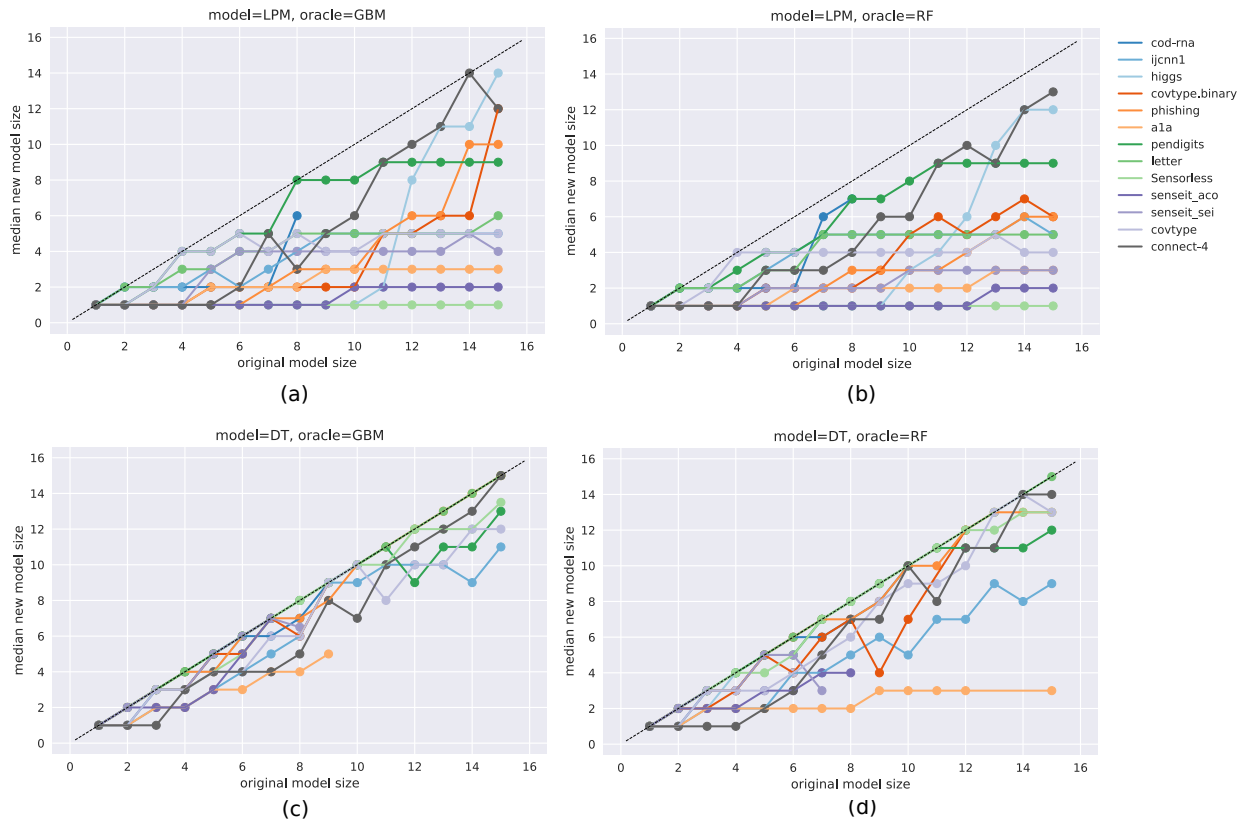 model=LPM, oracle=GBM
median new model size
16
14
12
10
8
6
4
2
0
0 2 4 6 8 10 12 14 16
original model size
(a)
model=LPM, oracle=RF
median new model size
16
14
12
10
8
6
4
2
0
0 2 4 6 8 10 12 14 16
original model size
(b)
cod-rna
ijcnn1
higgs
covtype.binary
phishing
a1a
pendigits
letter
Sensorless
senseit_aco
senseit_sei
covtype
connect-4
model=DT, oracle=GBM
median new model size
16
14
12
10
8
6
4
2
0
0 2 4 6 8 10 12 14 16
original model size
(c)
model=DT, oracle=RF
median new model size
16
14
12
10
8
6
4
2
0
0 2 4 6 8 10 12 14 16
original model size
(d)